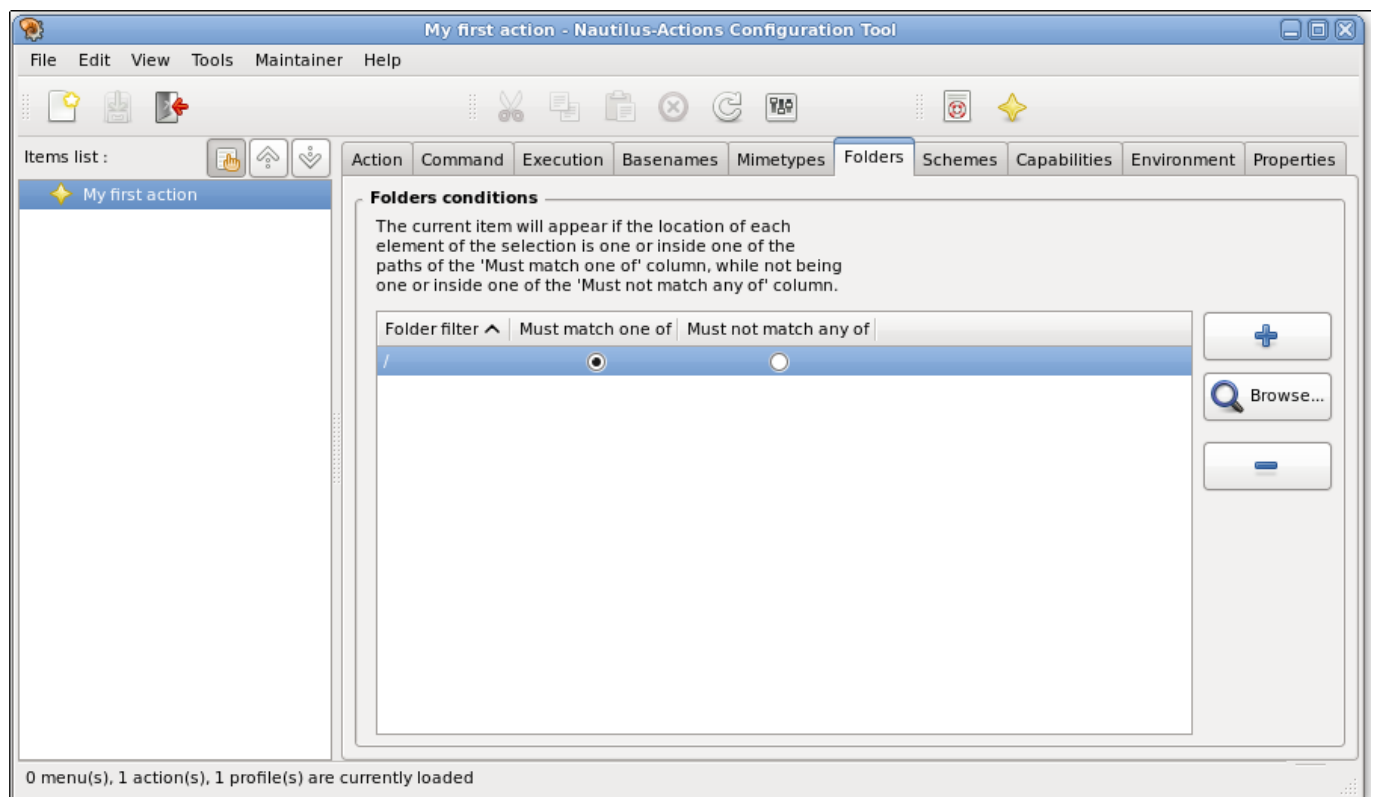 My first action - Nautilus-Actions Configuration Tool
File Edit View Tools Maintainer Help
Items list :
Action Command Execution Basenames Mimetypes Folders Schemes Capabilities Environment Properties
My first action
Folders conditions
The current item will appear if the location of each
element of the selection is one or inside one of the
paths of the 'Must match one of' column, while not being
one or inside one of the 'Must not match any of' column.
Folder filter Must match one of Must not match any of
/
Browse...
0 menu(s), 1 action(s), 1 profile(s) are currently loaded